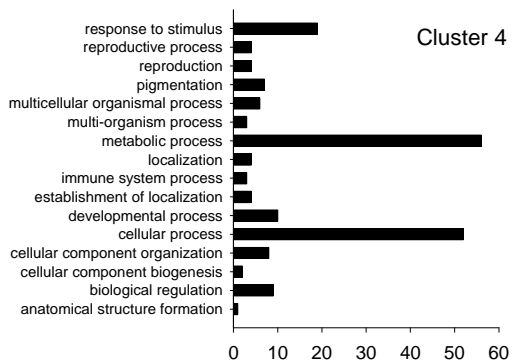 Cluster 4
response to stimulus
reproductive process
reproduction
pigmentation
multicellular organismal process
multi-organism process
metabolic process
localization
immune system process
establishment of localization
developmental process
cellular process
cellular component organization
cellular component biogenesis
biological regulation
anatomical structure formation
0 10 20 30 40 50 60